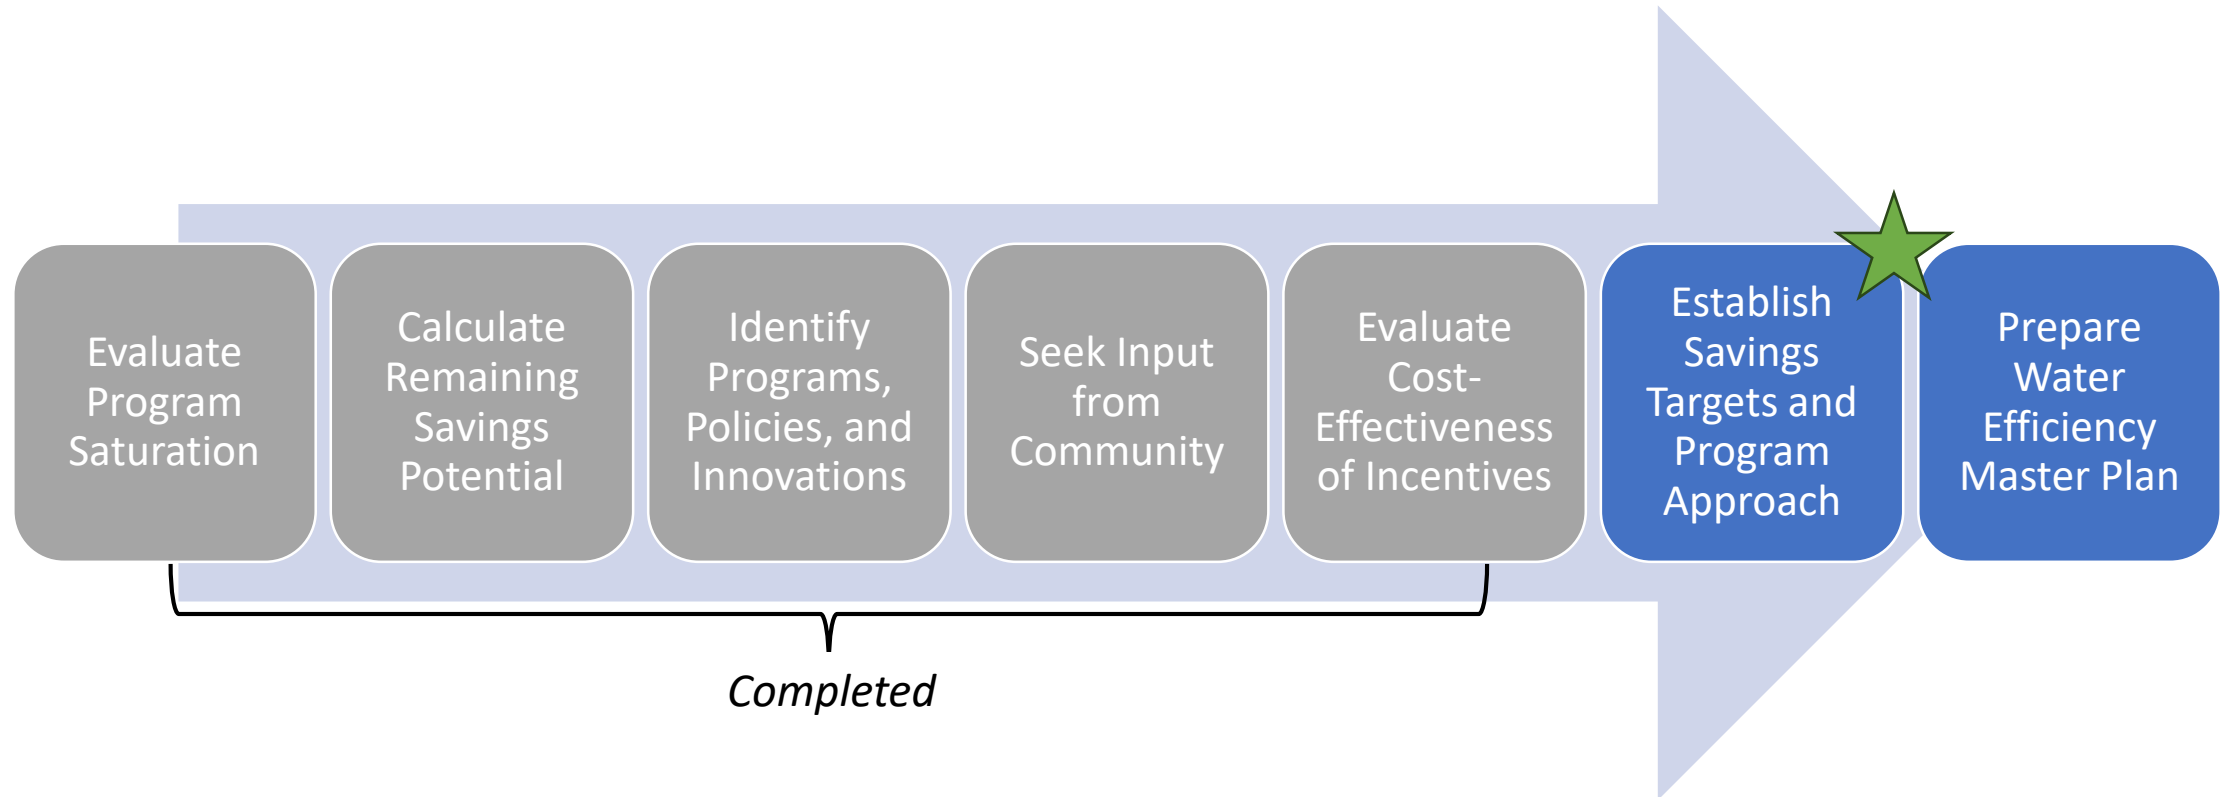 Evaluate
Program
Saturation
Calculate
Remaining
Savings
Potential
Identify
Programs,
Policies, and
Innovations
Seek Input
from
Community
Evaluate
Cost-
Effectiveness
of Incentives
Establish
Savings
Targets and
Program
Approach
Prepare
Water
Efficiency
Master Plan
Completed